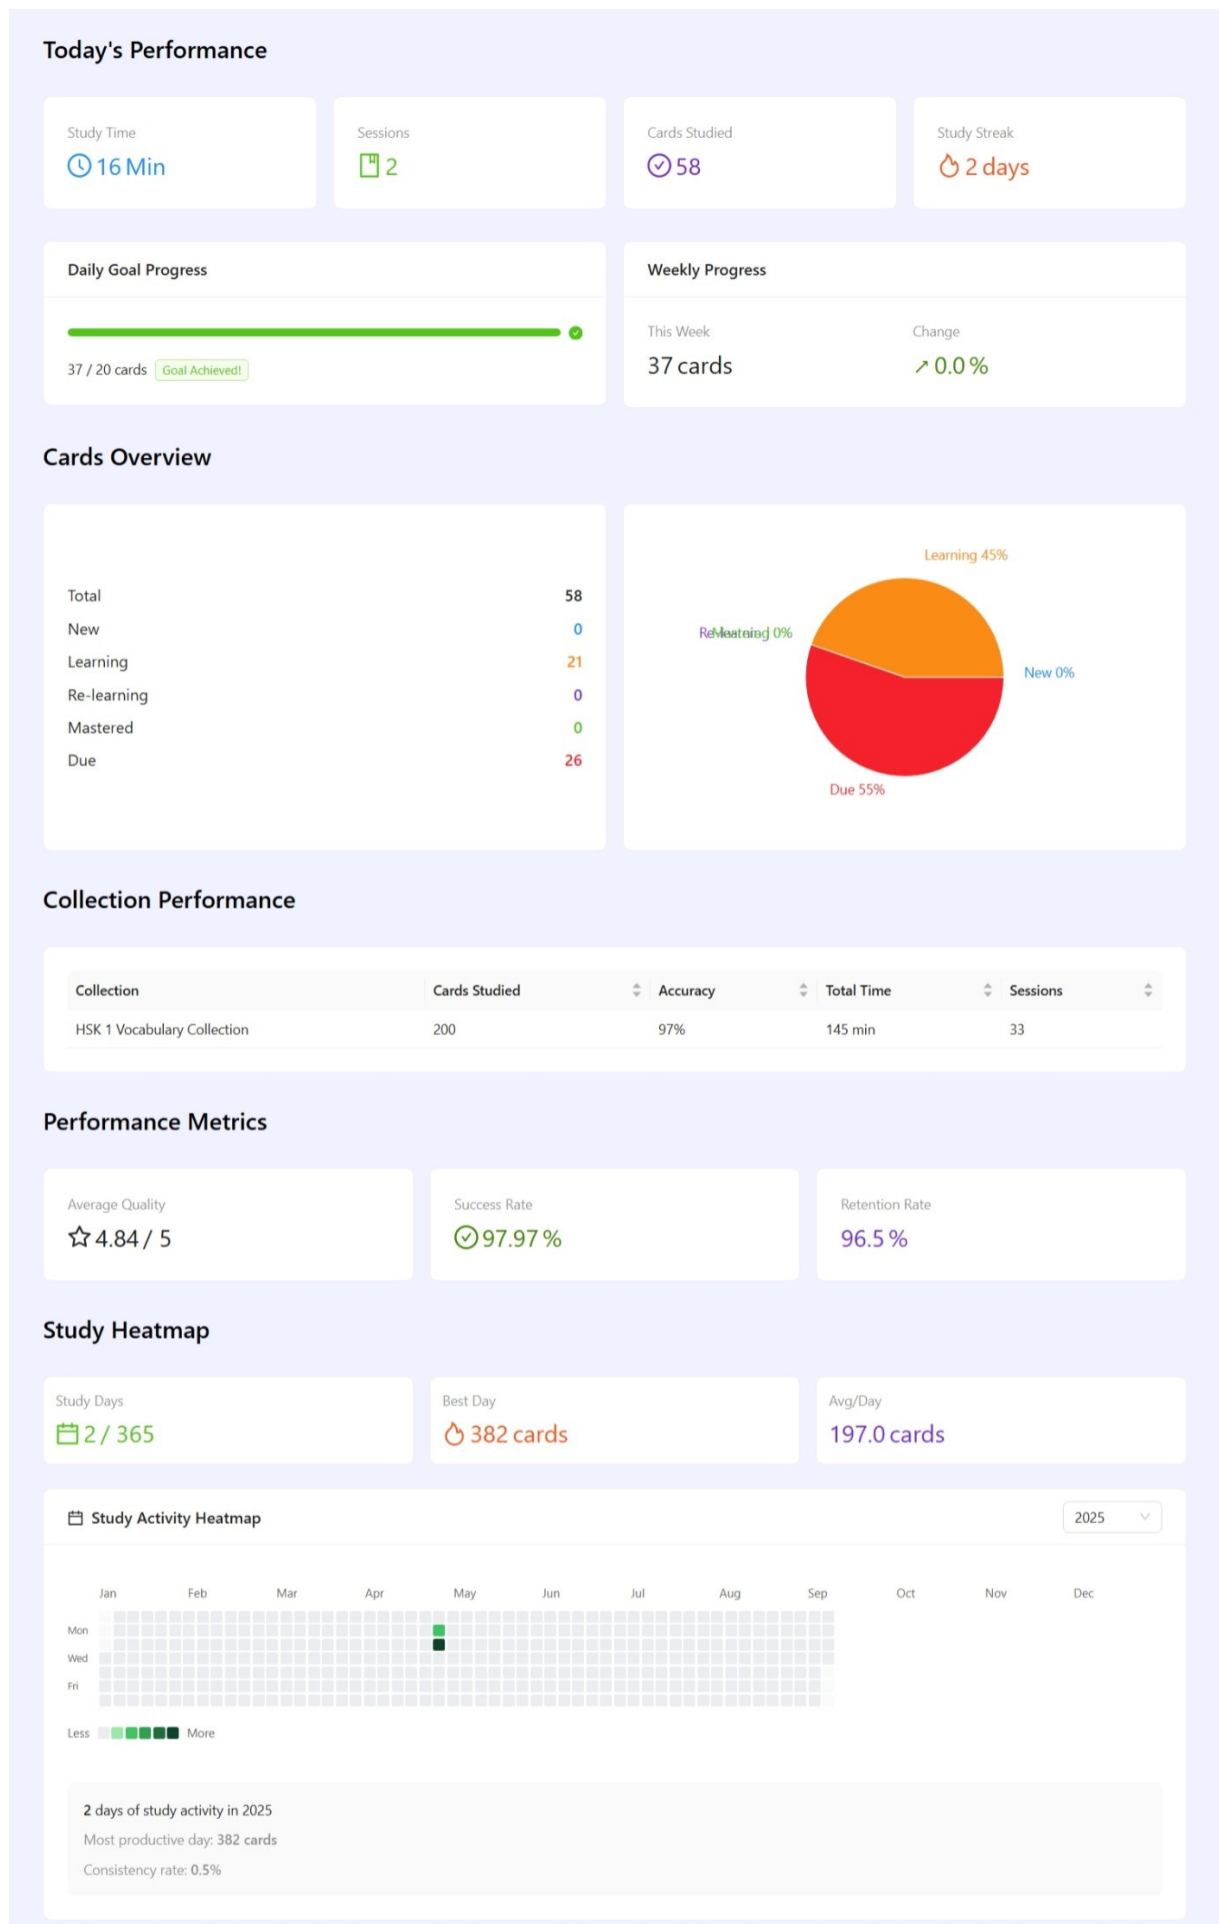 Today's Performance
Study Time
16 Min
Sessions
2
Cards Studied
58
Study Streak
2 days
Daily Goal Progress
37 / 20 cards Goal Achieved!
Weekly Progress
This Week
37 cards
Change
↗ 0.0 %
Cards Overview
Total 58
New 0
Learning 21
Re-learning 0
Mastered 0
Due 26
Learning 45%
0%
New 0%
Due 55%
Collection Performance
Collection Cards Studied Accuracy Total Time Sessions
HSK 1 Vocabulary Collection 200 97% 145 min 33
Performance Metrics
Average Quality
4.84 / 5
Success Rate
97.97 %
Retention Rate
96.5 %
Study Heatmap
Study Days
2 / 365
Best Day
382 cards
Avg/Day
197.0 cards
Study Activity Heatmap 2025
Jan Feb Mar Apr May Jun Jul Aug Sep Oct Nov Dec
Mon
Wed
Fri
Less More
2 days of study activity in 2025
Most productive day: 382 cards
Consistency rate: 0.5%